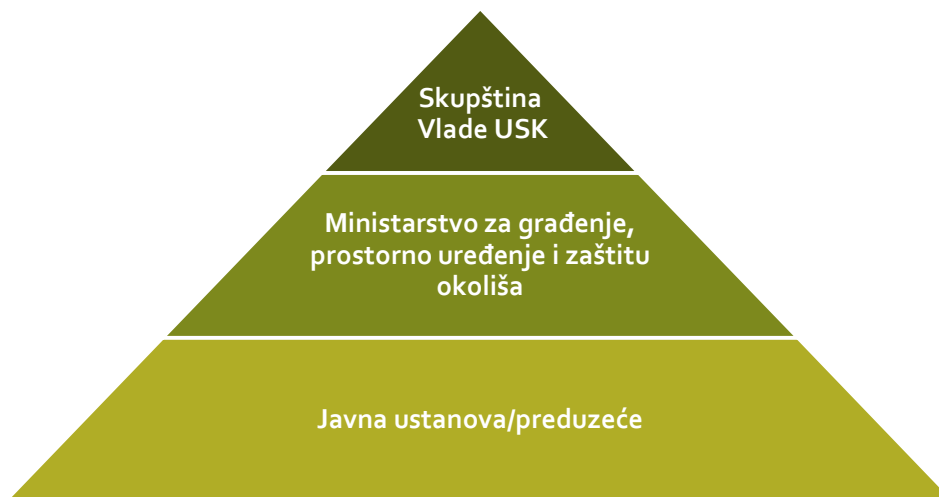 Skupština
Vlade USK
Ministarstvo za građenje,
prostorno uređenje i zaštitu
okoliša
Javna ustanova/preduzeće